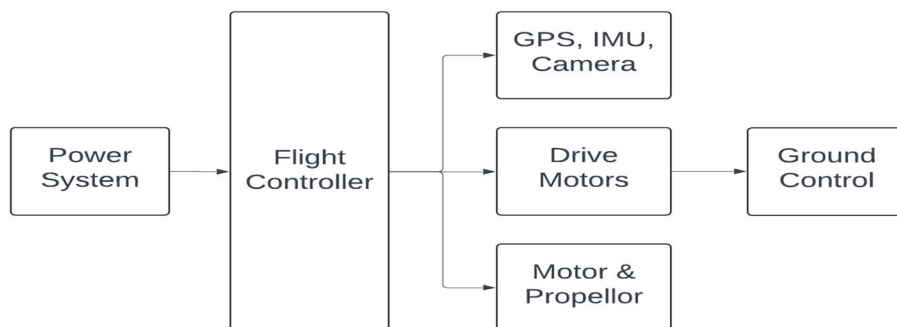 Power
System
Flight
Controller
GPS, IMU,
Camera
Drive
Motors
Motor &
Propellor
Ground
Control